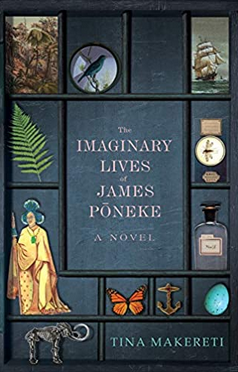 The
IMAGINARY
LIVES
of
JAMES
PŌNEKE
A NOVEL
TINA MAKERETI